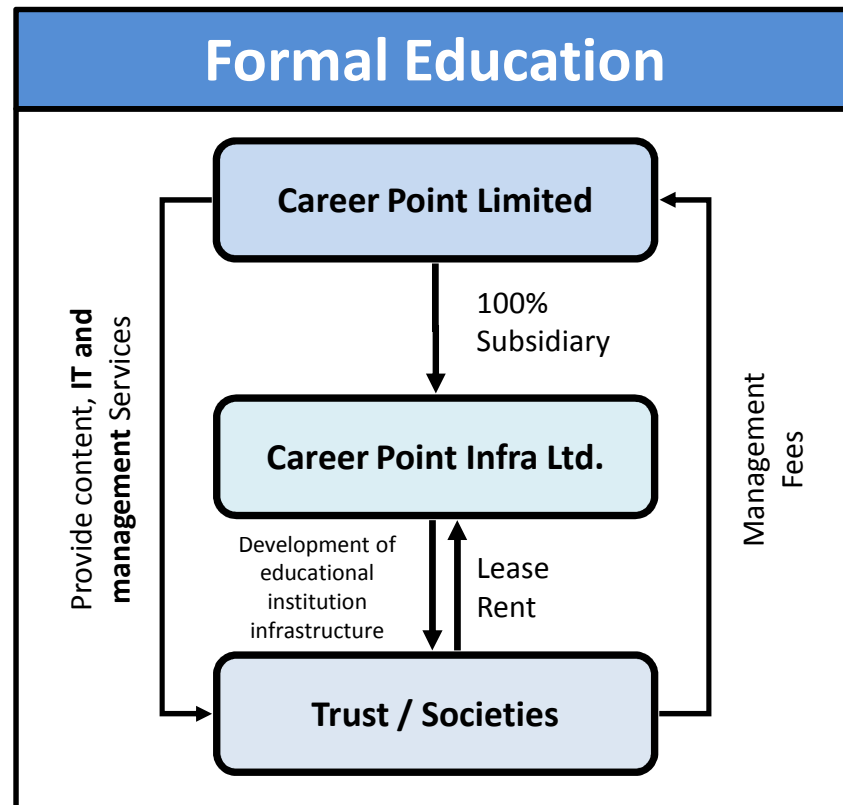 Formal Education
Career Point Limited
100%
Subsidiary
Provide content, IT and
management Services
Management
Fees
Career Point Infra Ltd.
Development of
educational
institution
infrastructure
Lease
Rent
Trust / Societies